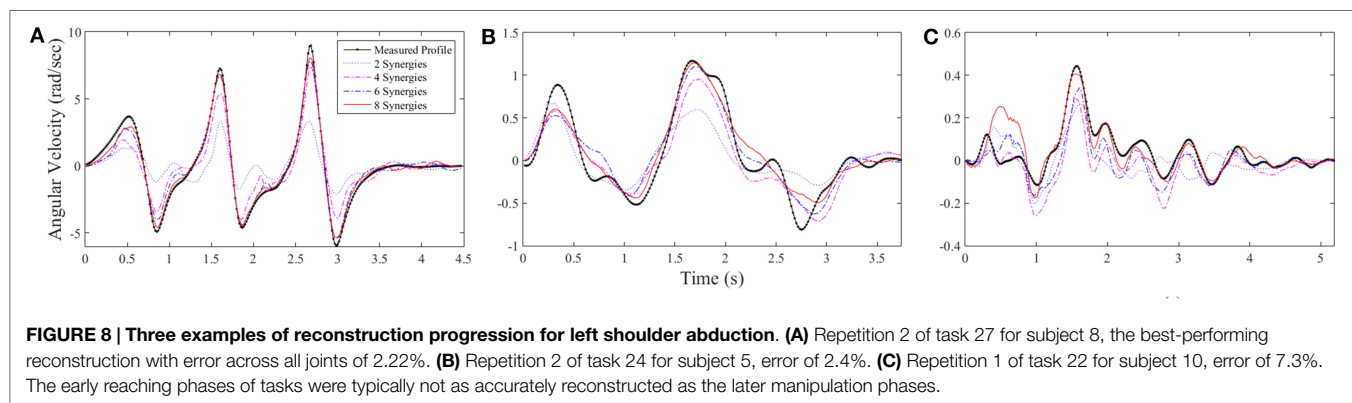 A
B
C
Measured Profile
2 Synergies
4 Synergies
6 Synergies
8 Synergies
Angular Velocity (rad/sec)
10
5
0
-5
0 0.5 1 1.5 2 2.5 3 3.5 4 4.5
1.5
1
0.5
0
-0.5
-1
0 0.5 1 1.5 2 2.5 3 3.5
0.6
0.4
0.2
0
-0.2
0.4
0 1 2 3 4 5
Time (s)
FIGURE 8 | Three examples of reconstruction progression for left shoulder abduction. (A) Repetition 2 of task 27 for subject 8, the best-performing
reconstruction with error across all joints of 2.22%. (B) Repetition 2 of task 24 for subject 5, error of 2.4%. (C) Repetition 1 of task 22 for subject 10, error of 7.3%.
The early reaching phases of tasks were typically not as accurately reconstructed as the later manipulation phases.